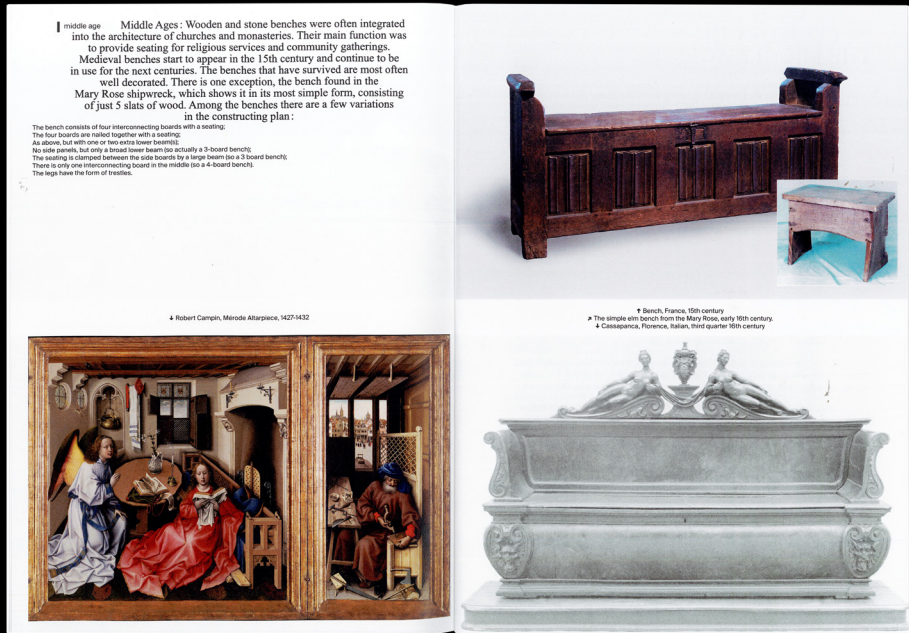 middle age Middle Ages: Wooden and stone benches were often integrated
into the architecture of churches and monasteries. Their main function was
to provide seating for religious services and community gatherings.
Medieval benches start to appear in the 15th century and continue to be
in use for the next centuries. The benches that have survived are most often
well decorated. There is one exception, the bench found in the
Mary Rose shipwreck, which shows it in its most simple form, consisting
of just 5 slats of wood. Among the benches there are a few variations
in the constructing plan:
The bench consists of four interconnecting boards with a seating;
The four boards are nailed together with a seating;
As above, but with one or two extra lower beam(s);
No side panels, but only a broad lower beam (so actually a 3-board bench);
The seating is clamped between the side boards by a large beam (so a 3 board bench);
There is only one interconnecting board in the middle (so a 4-board bench).
The legs have the form of trestles.
↓ Robert Campin, Mérode Altarpiece, 1427-1432
↑ Bench, France, 15th century
↗ The simple elm bench from the Mary Rose, early 16th century.
↓ Cassapanca, Florence, Italian, third quarter 16th century